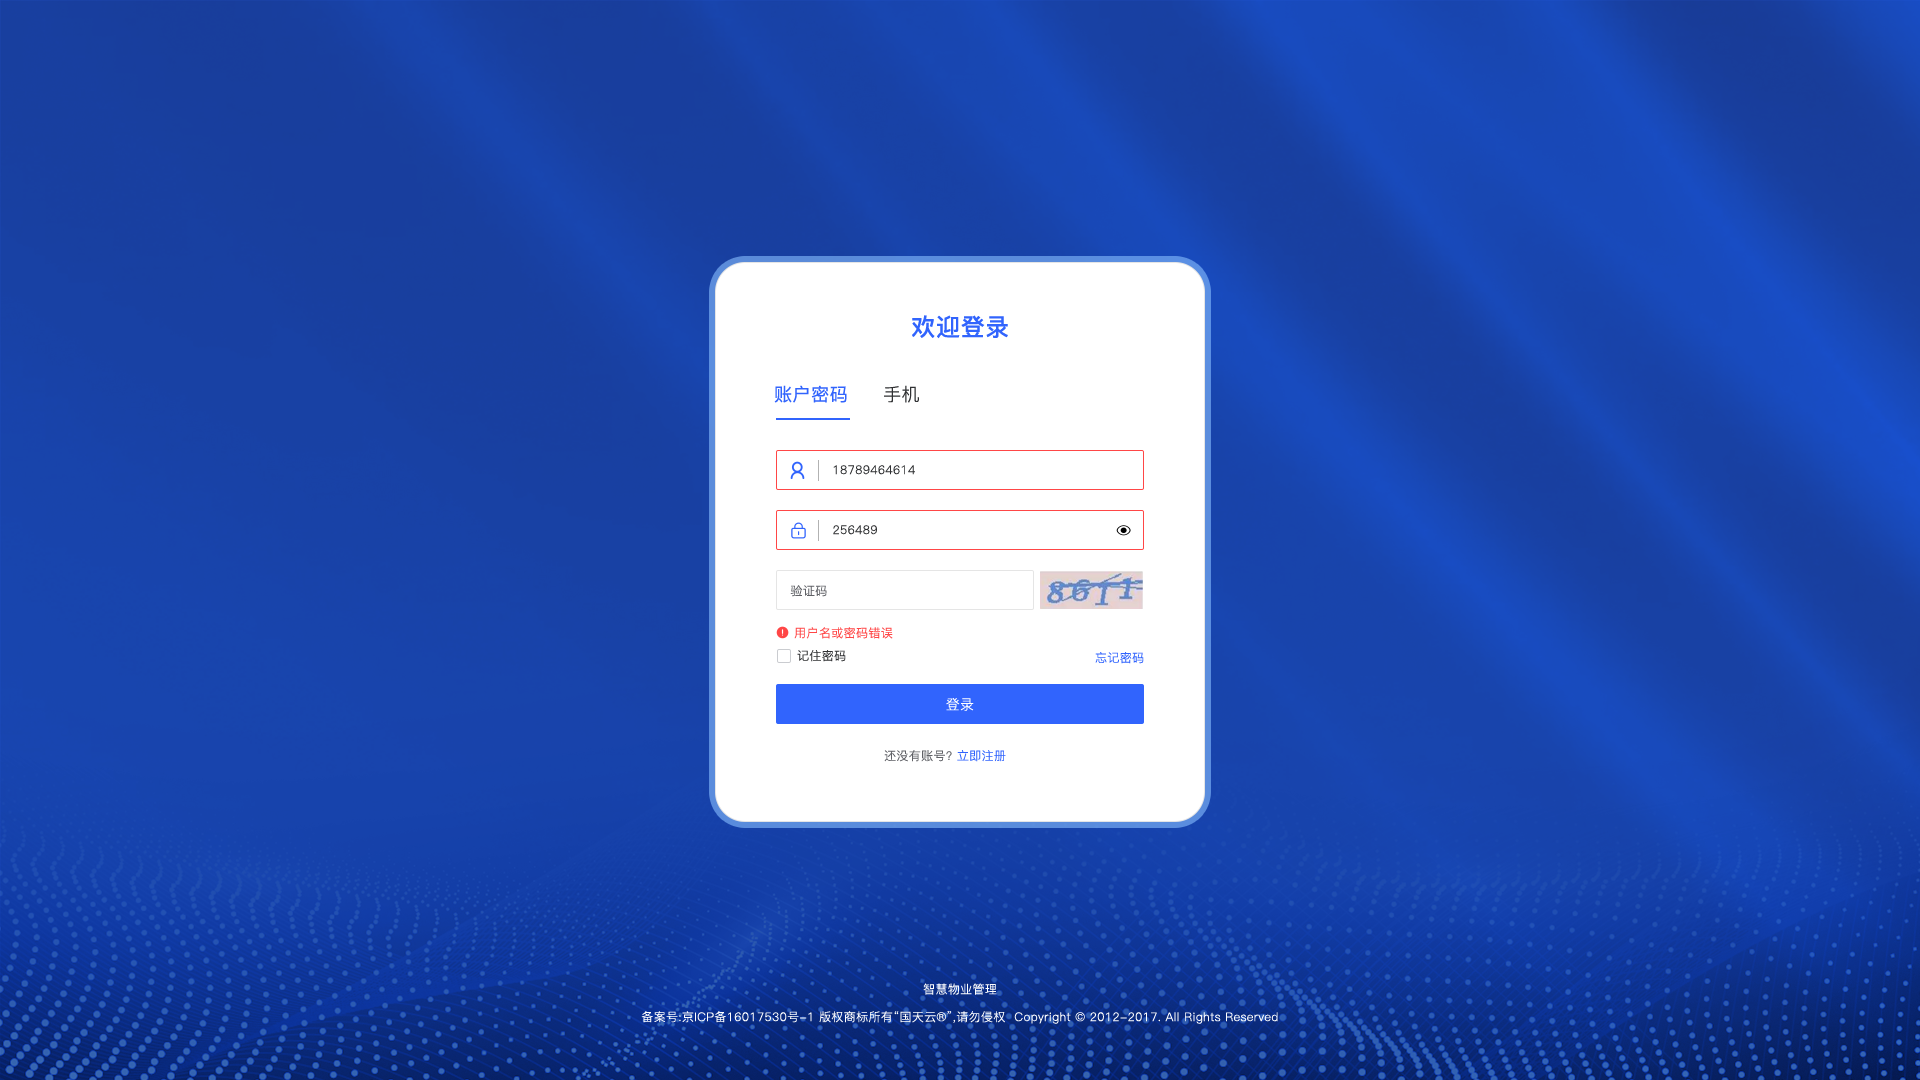 欢迎登录
账户密码 手机
18789464614
256489
验证码 8611
用户名或密码错误
记住密码 忘记密码
登录
还没有账号? 立即注册
智慧物业管理
备案号:京ICP备16017530号-1 版权商标所有“国天云®”,请勿侵权 Copyright © 2012-2017. All Rights Reserved